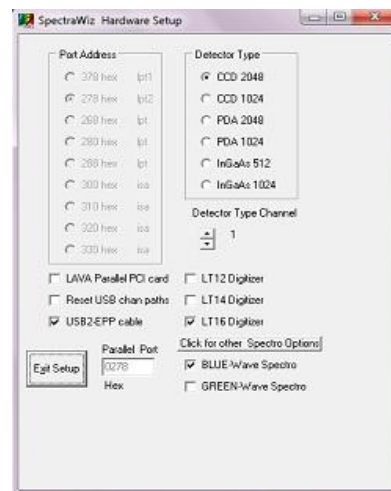 SpectraWiz Hardware Setup
Port Address
378 hex lpt1
278 hex lpt2
268 hex lpt
280 hex lpt
288 hex lpt
300 hex isa
310 hex isa
320 hex isa
330 hex isa
Detector Type
CCD 2048
CCD 1024
PDA 2048
PDA 1024
InGaAs 512
InGaAs 1024
Detector Type Channel
1
LAVA Parallel PCI card
Reset USB chan paths
USB2-EPP cable
LT12 Digitizer
LT14 Digitizer
LT16 Digitizer
Exit Setup
Parallel Port
0278
Hex
Click for other Spectro Options
BLUE-Wave Spectro
GREEN-Wave Spectro